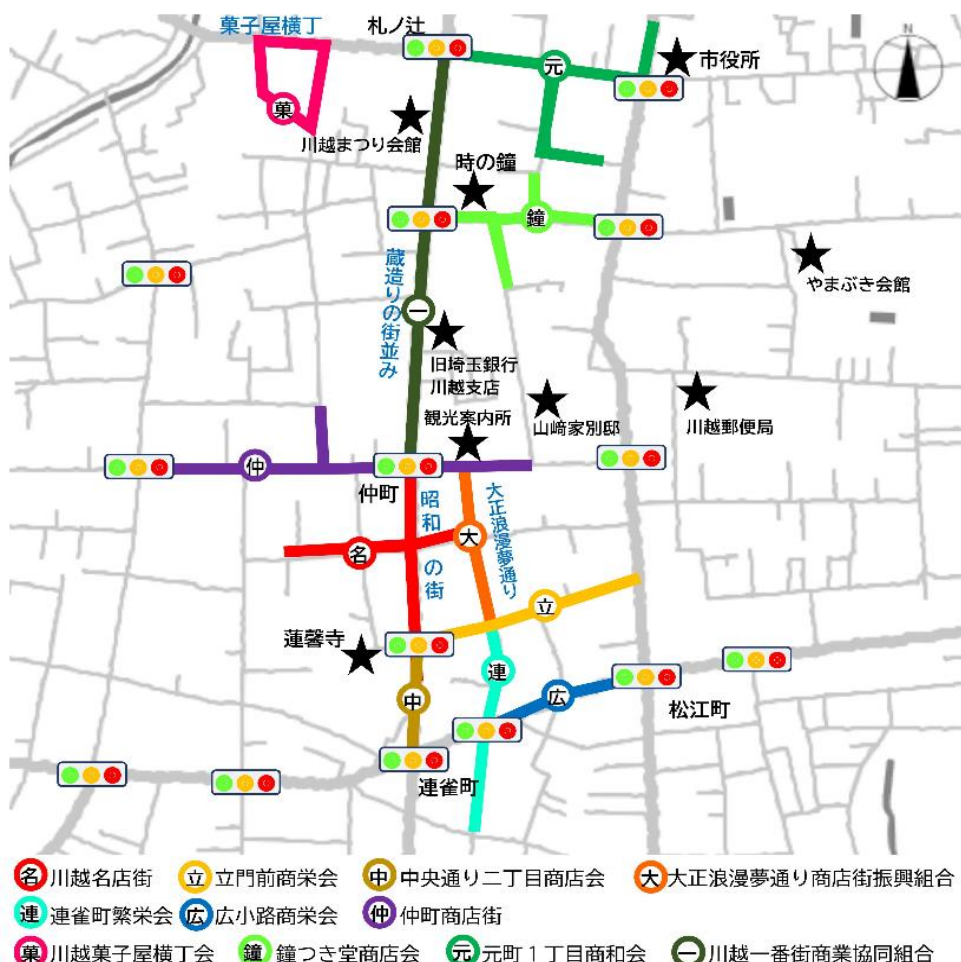 菓子屋横丁
札ノ辻
N
元
市役所
菓
川越まつり会館
時の鐘
鐘
蔵造りの街並み
やまぶき会館
一
旧埼玉銀行
川越支店
観光案内所
山﨑家別邸
川越郵便局
仲
仲町
昭和の街
大正浪漫夢通り
大
名
立
蓮馨寺
連
中
広
松江町
連雀町
名 川越名店街
立 立門前商栄会
中 中央通り二丁目商店会
大 大正浪漫夢通り商店街振興組合
連 連雀町繁栄会
広 広小路商栄会
仲 仲町商店街
菓 川越菓子屋横丁会
鐘 鐘つき堂商店会
元 元町1丁目商和会
一 川越一番街商業協同組合